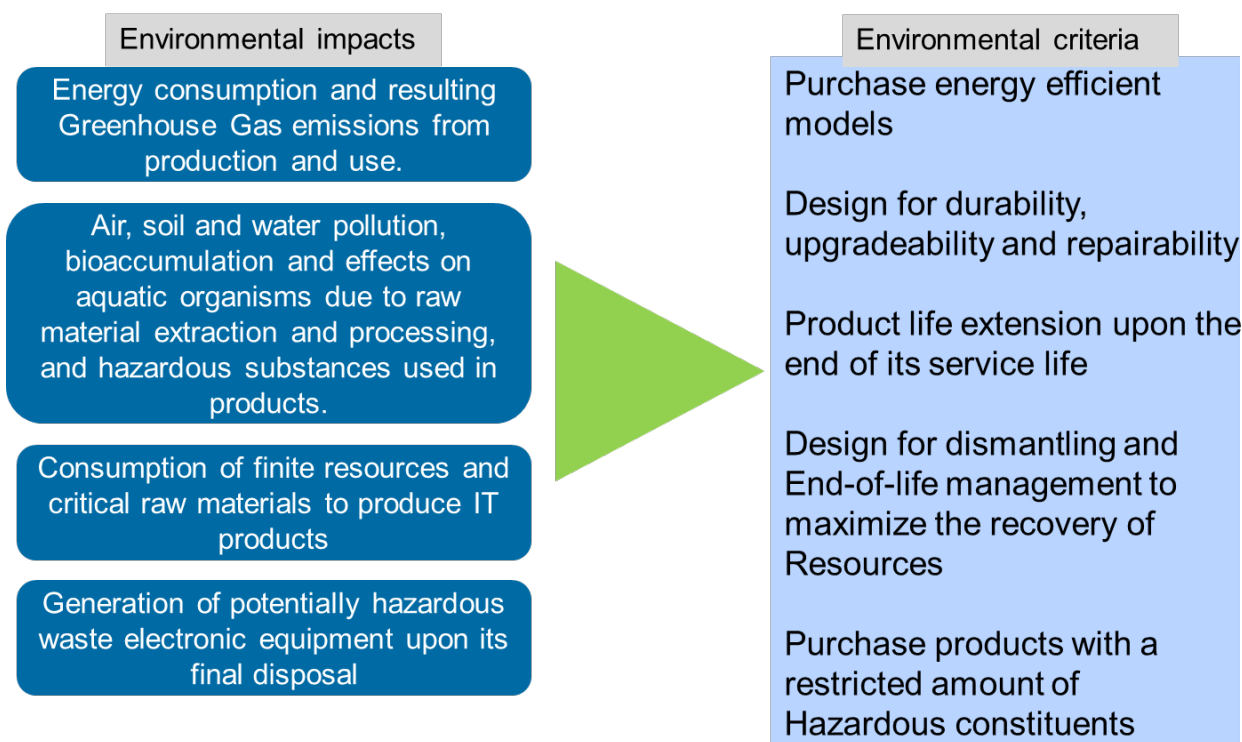 Environmental impacts
Energy consumption and resulting
Greenhouse Gas emissions from
production and use.
Air, soil and water pollution,
bioaccumulation and effects on
aquatic organisms due to raw
material extraction and processing,
and hazardous substances used in
products.
Consumption of finite resources and
critical raw materials to produce IT
products
Generation of potentially hazardous
waste electronic equipment upon its
final disposal
Environmental criteria
Purchase energy efficient
models
Design for durability,
upgradeability and repairability
Product life extension upon the
end of its service life
Design for dismantling and
End-of-life management to
maximize the recovery of
Resources
Purchase products with a
restricted amount of
Hazardous constituents